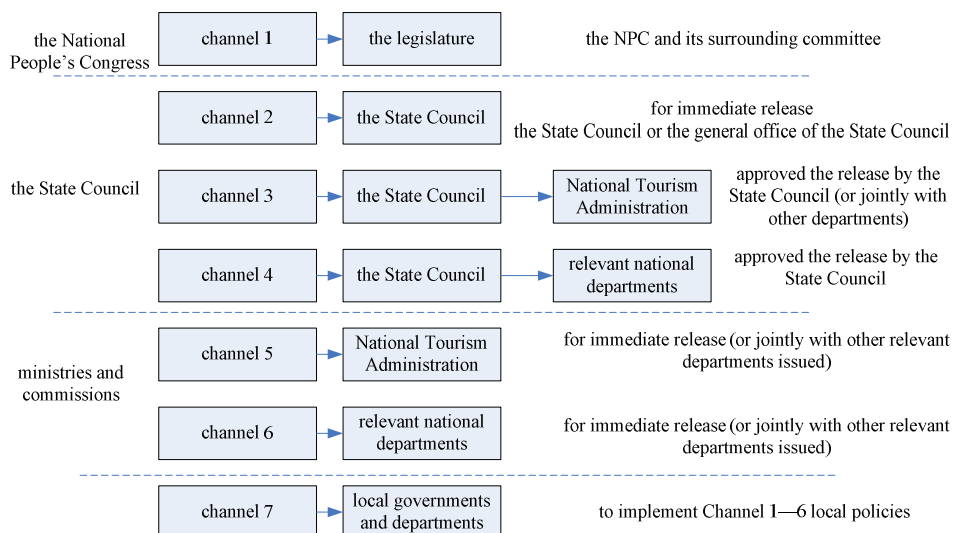 the National
People's Congress
channel 1
the legislature
the NPC and its surrounding committee
channel 2
the State Council
for immediate release
the State Council or the general office of the State Council
the State Council
channel 3
the State Council
National Tourism
Administration
approved the release by the
State Council (or jointly with
other departments)
channel 4
the State Council
relevant national
departments
approved the release by the
State Council
ministries and
commissions
channel 5
National Tourism
Administration
for immediate release (or jointly with other relevant
departments issued)
channel 6
relevant national
departments
for immediate release (or jointly with other relevant
departments issued)
channel 7
local governments
and departments
to implement Channel 1—6 local policies